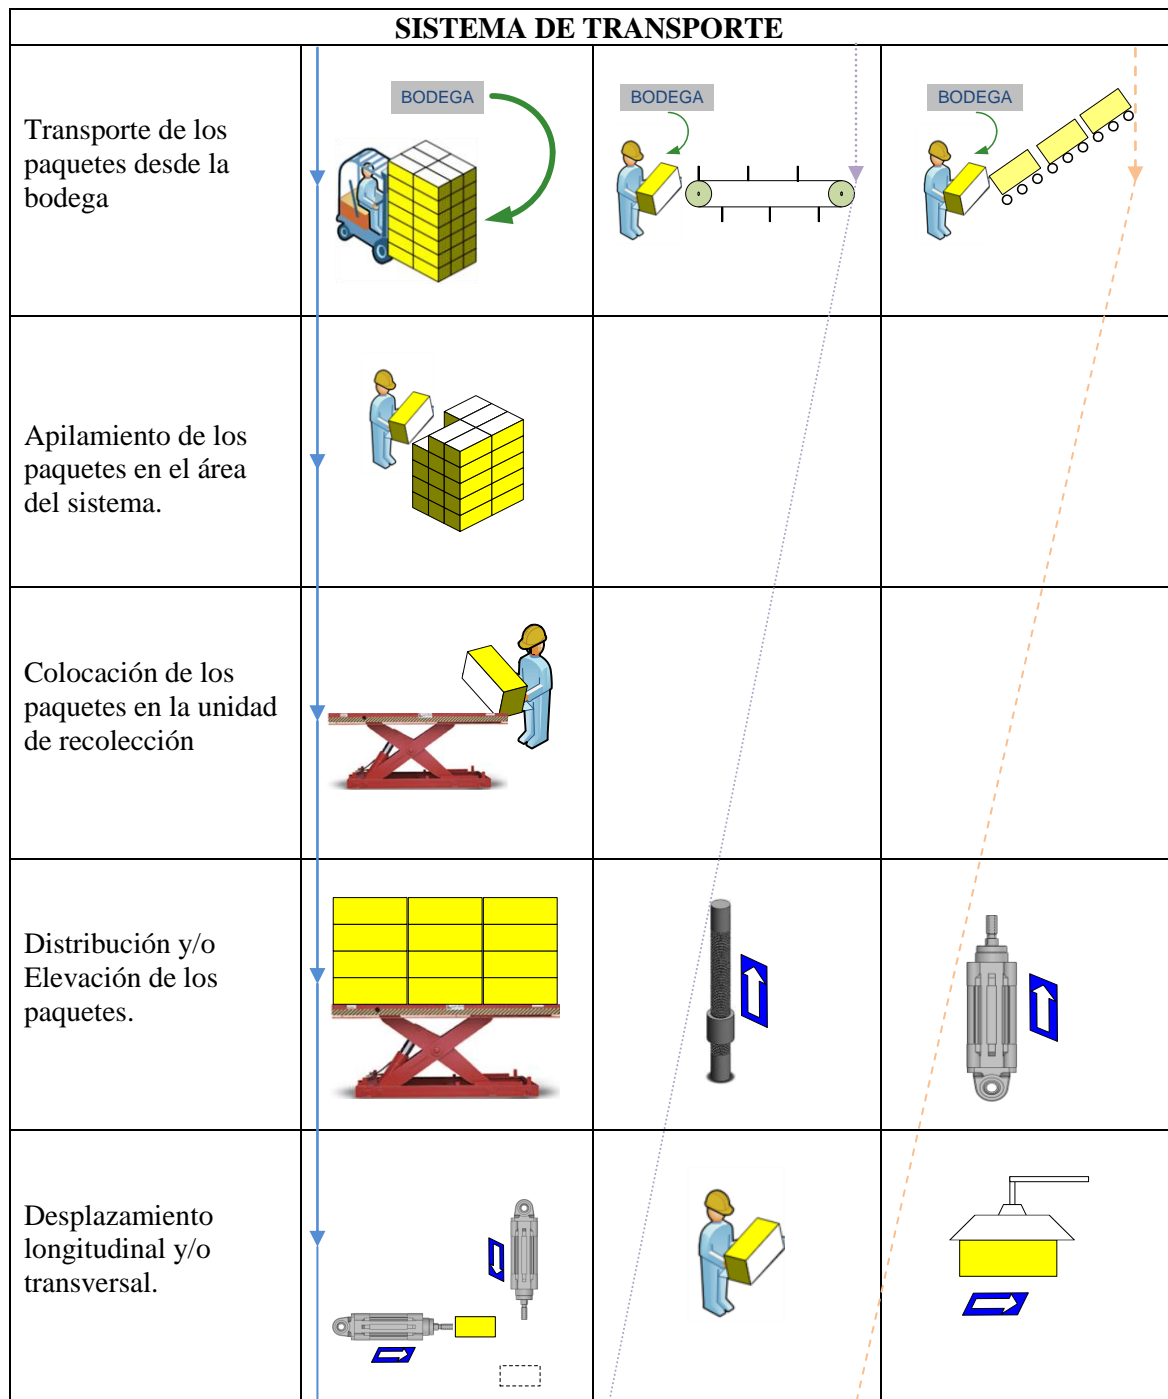 SISTEMA DE TRANSPORTE
Transporte de los
paquetes desde la
bodega
BODEGA
BODEGA
BODEGA
Apilamiento de los
paquetes en el área
del sistema.
Colocación de los
paquetes en la unidad
de recolección
Distribución y/o
Elevación de los
paquetes.
Desplazamiento
longitudinal y/o
transversal.